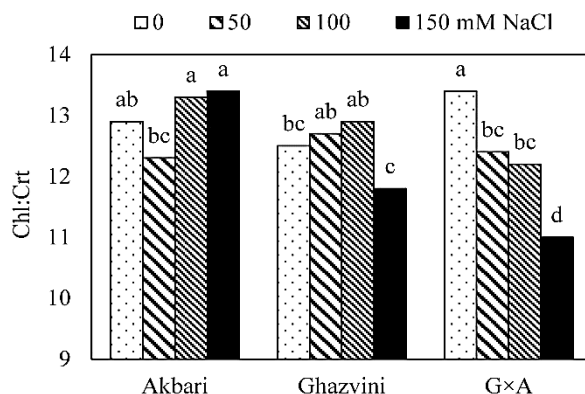 0 50 100 150 mM NaCl
Chl:Crt
14
13
12
11
10
9
ab bc a a
bc ab ab c
a bc bc d
Akbari Ghazvini G×A